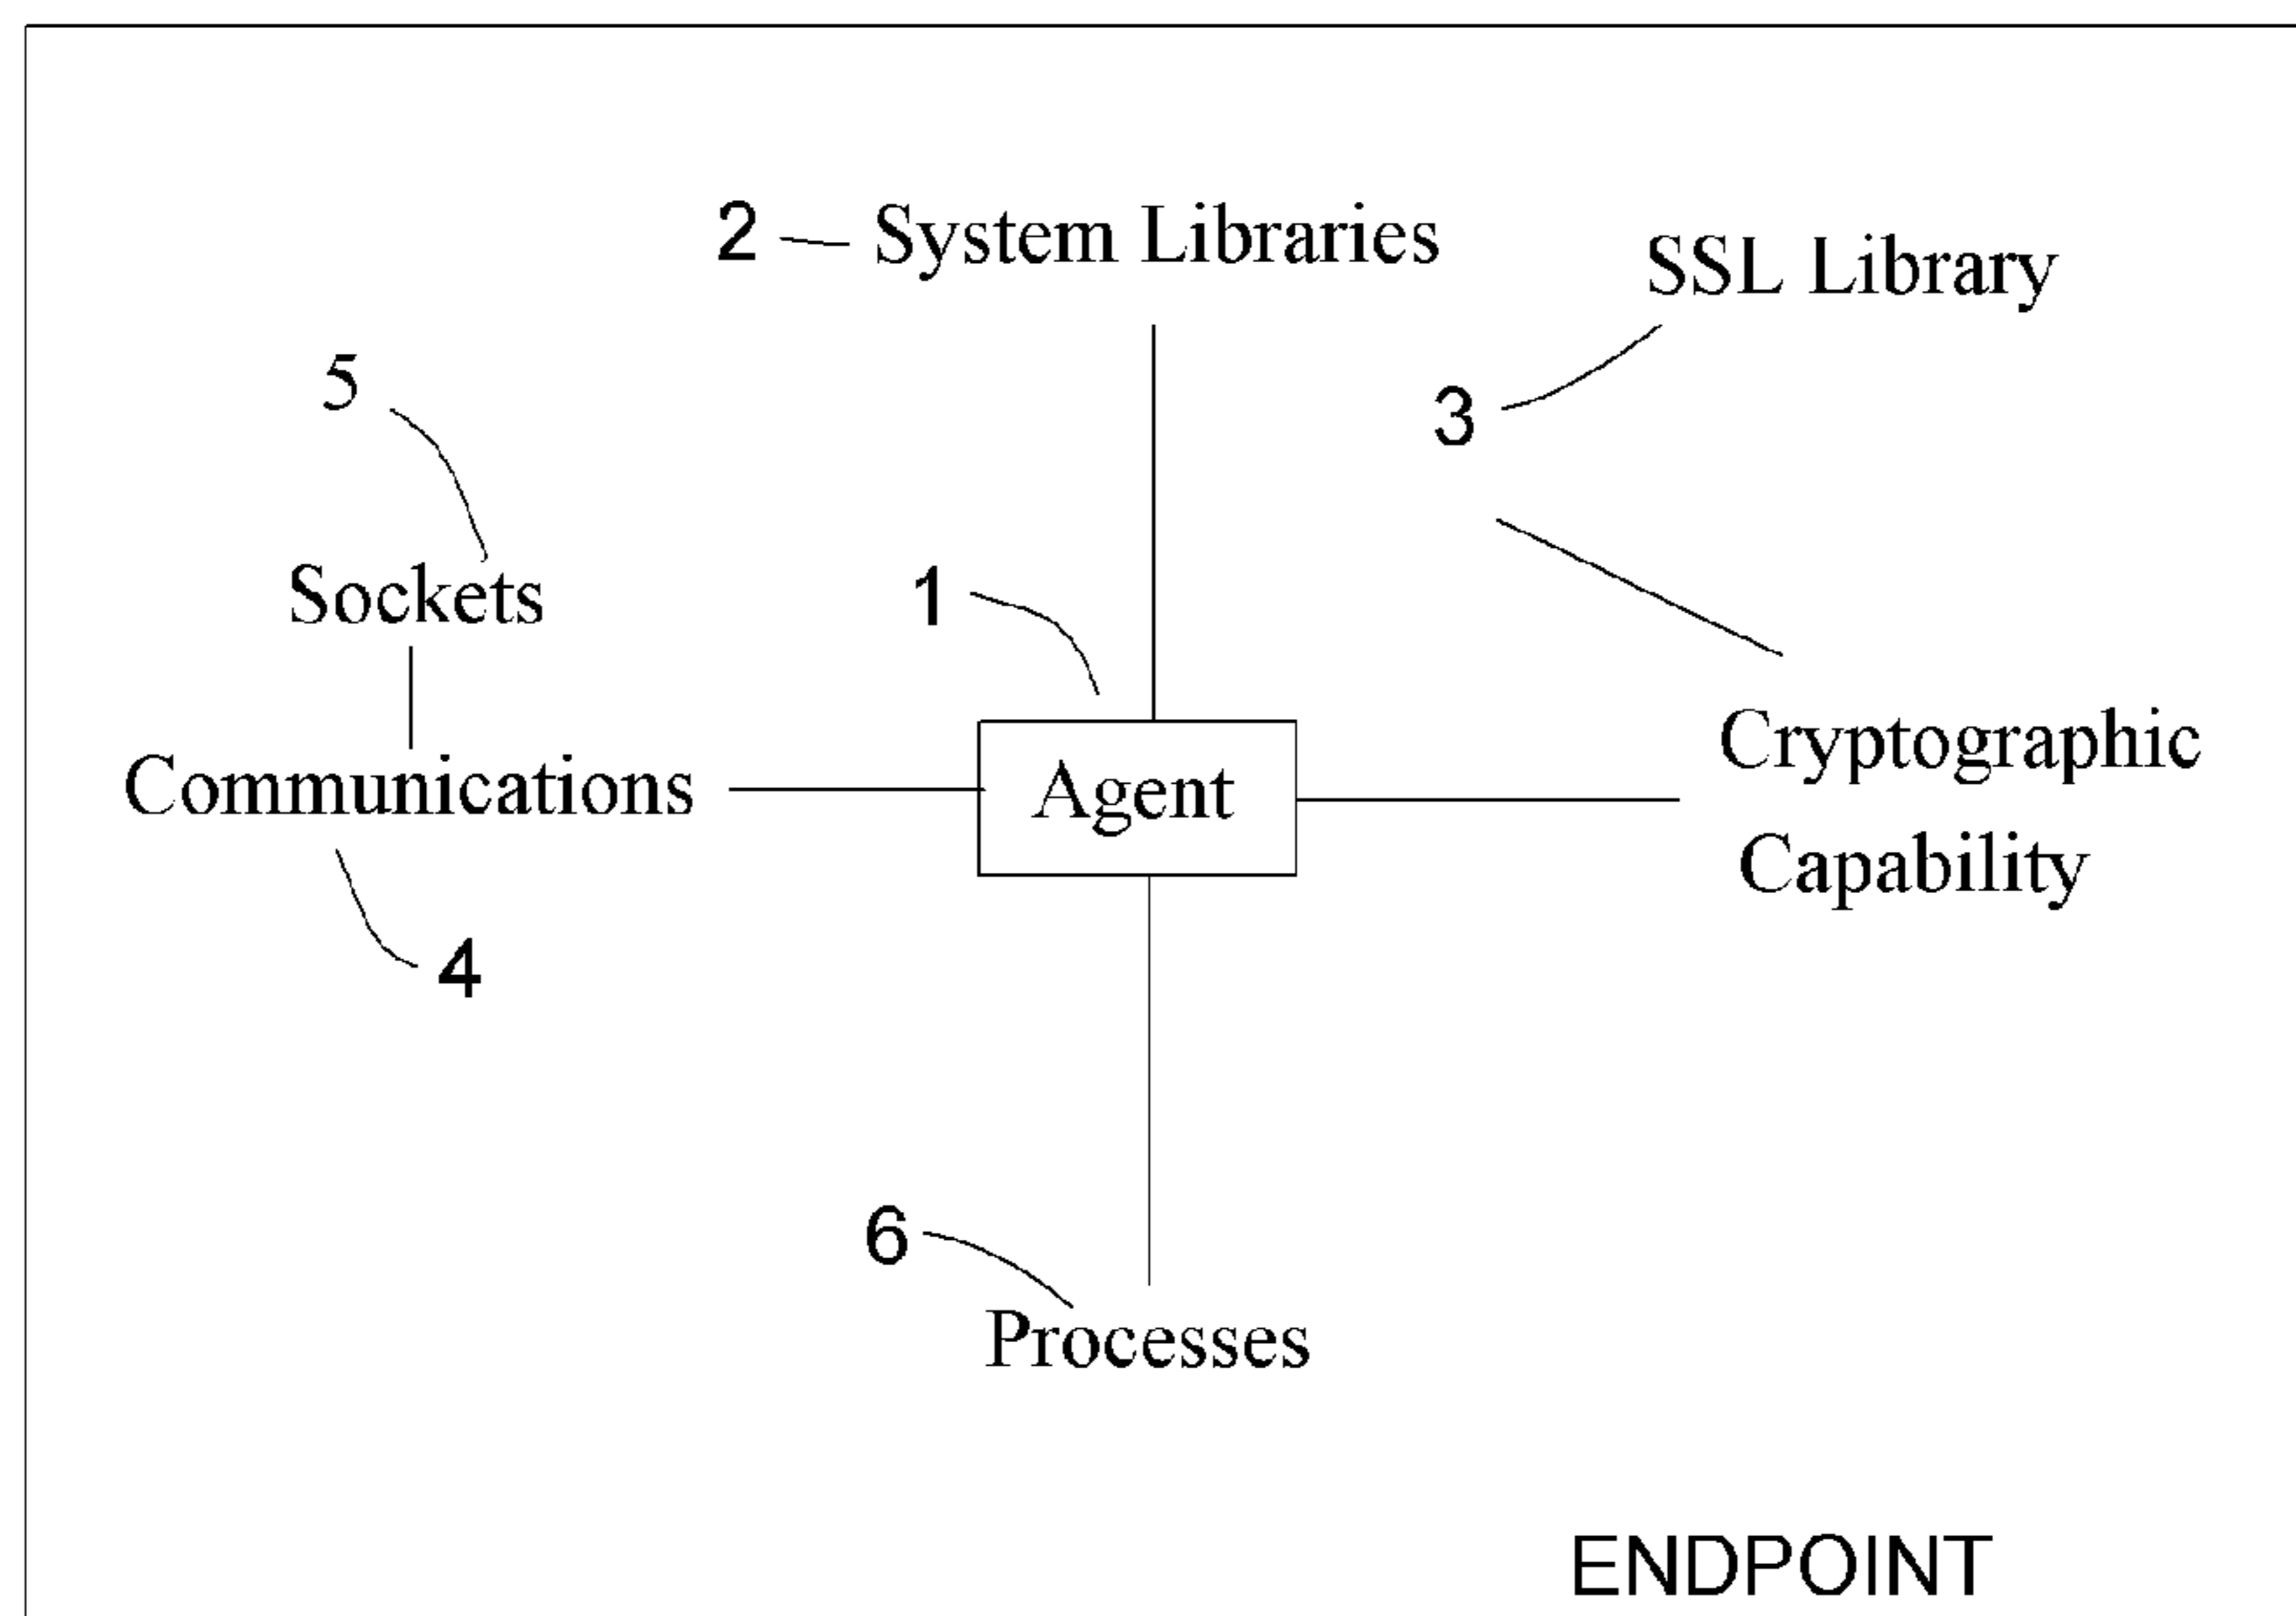 2 System Libraries
SSL Library
5
3
Sockets
1
Communications
Agent
Cryptographic
Capability
4
6
Processes
ENDPOINT